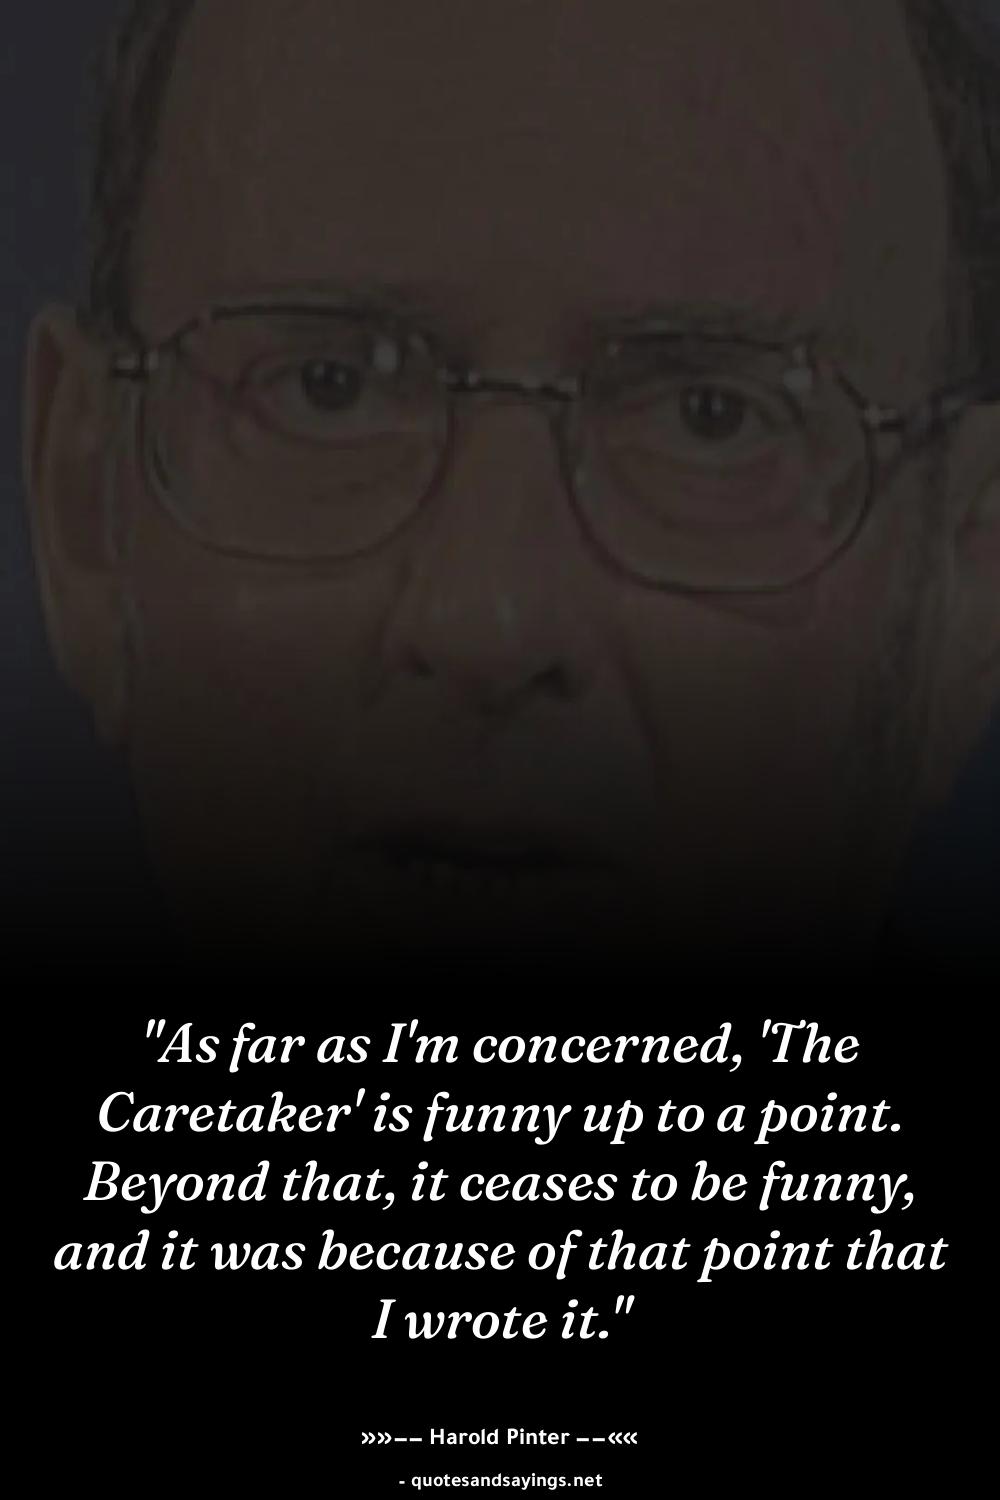 "As far as I'm concerned, 'The
Caretaker' is funny up to a point.
Beyond that, it ceases to be funny,
and it was because of that point that
I wrote it."
»»–– Harold Pinter ––««
- quotesandsayings.net